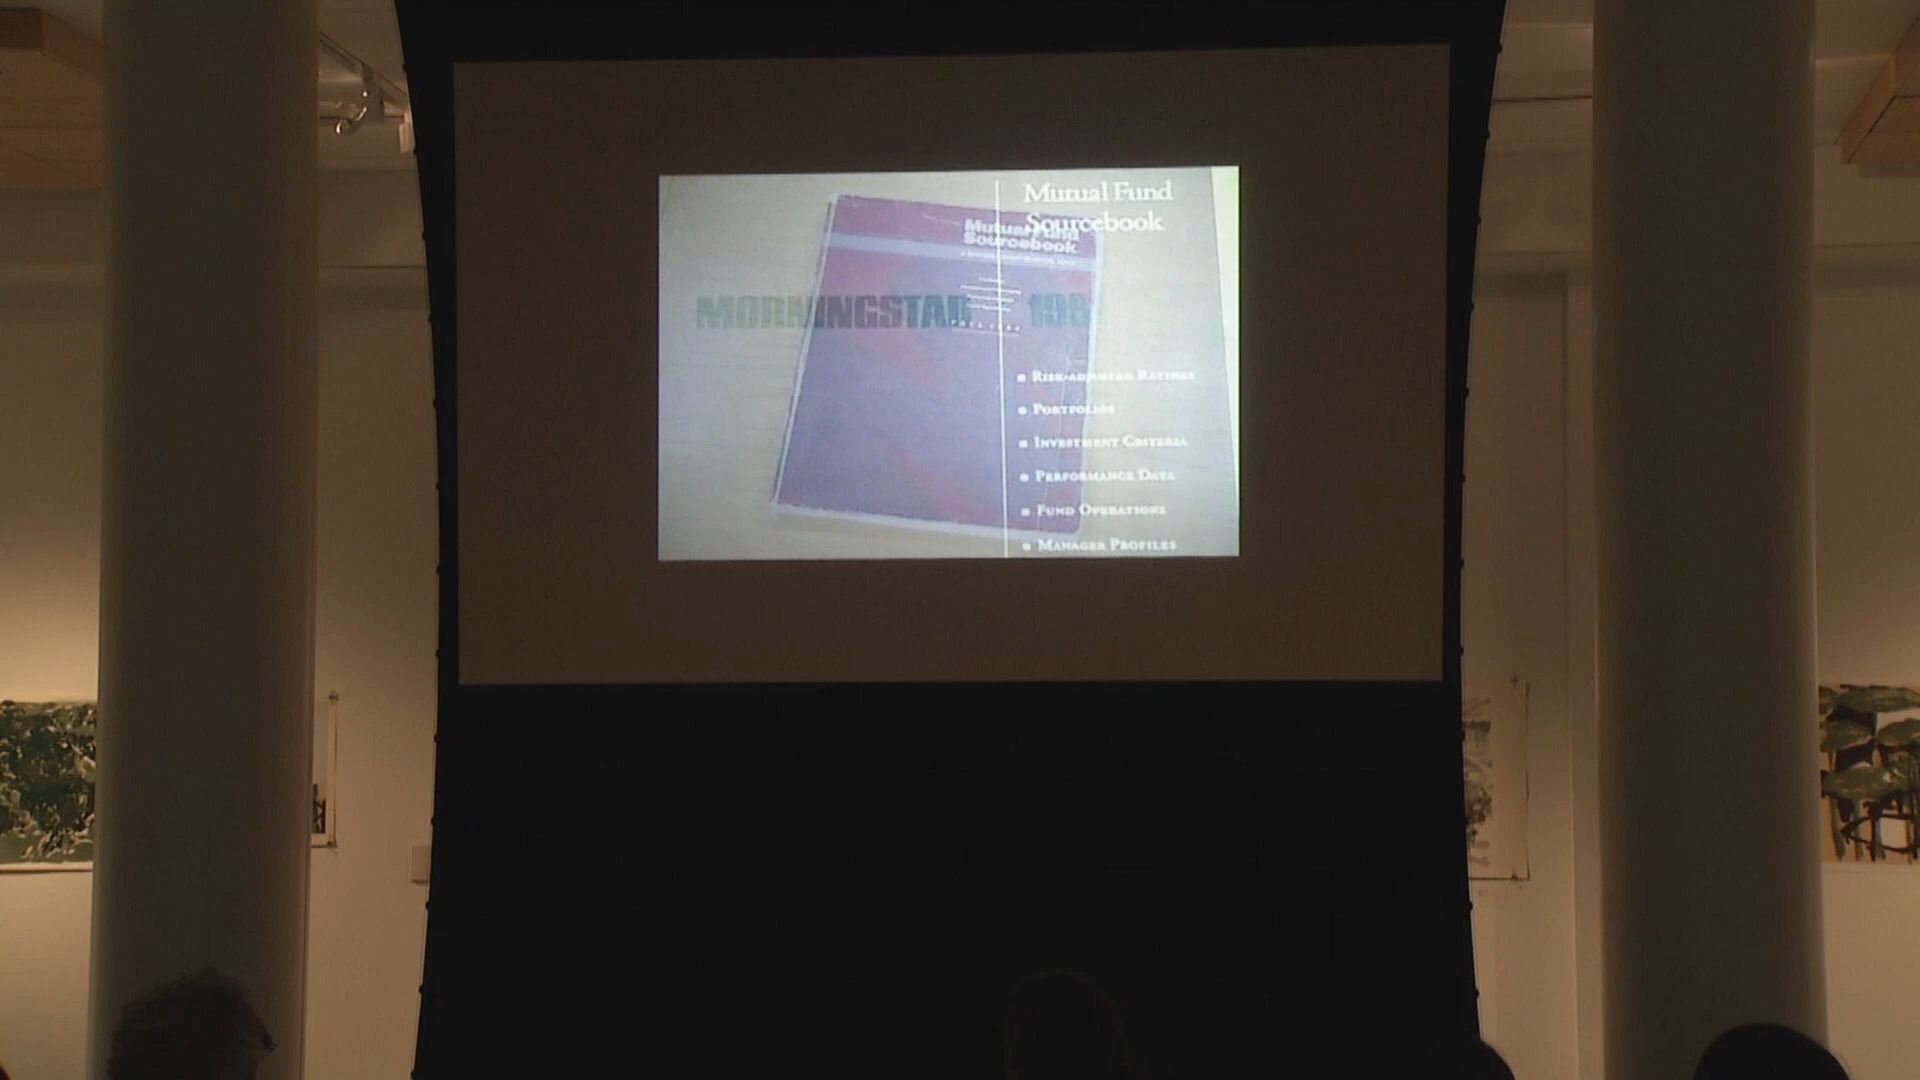 Mutual Fund
Sourcebook
Mutual Fund
Sourcebook
MORNINGSTAR 198
RISK-ADJUSTED RATINGS
PORTFOLIOS
INVESTMENT CRITERIA
PERFORMANCE DATA
FUND OPERATIONS
MANAGER PROFILES